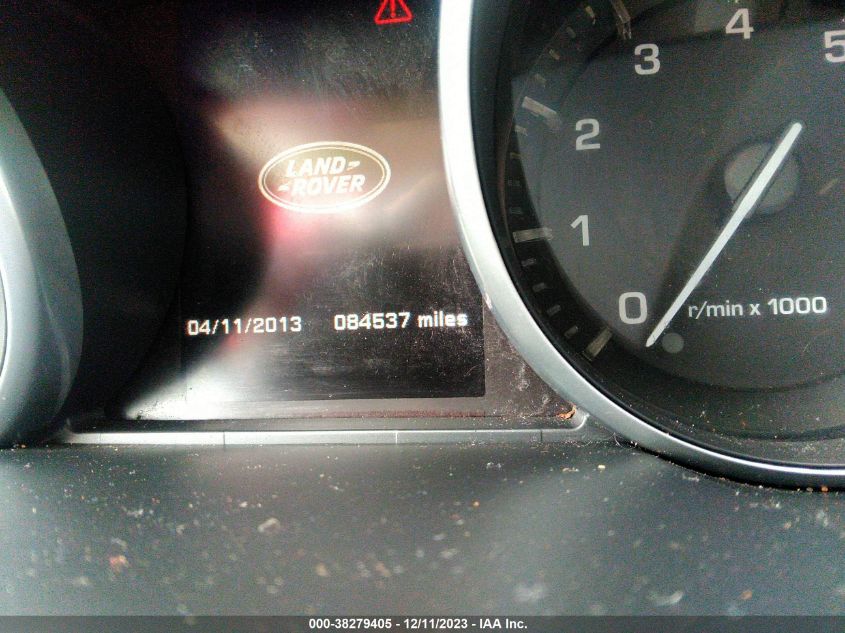 4
5
3
2
LAND
ROVER
1
0
r/min x 1000
04/11/2013 084537 miles
000-38279405 - 12/11/2023 - IAA Inc.